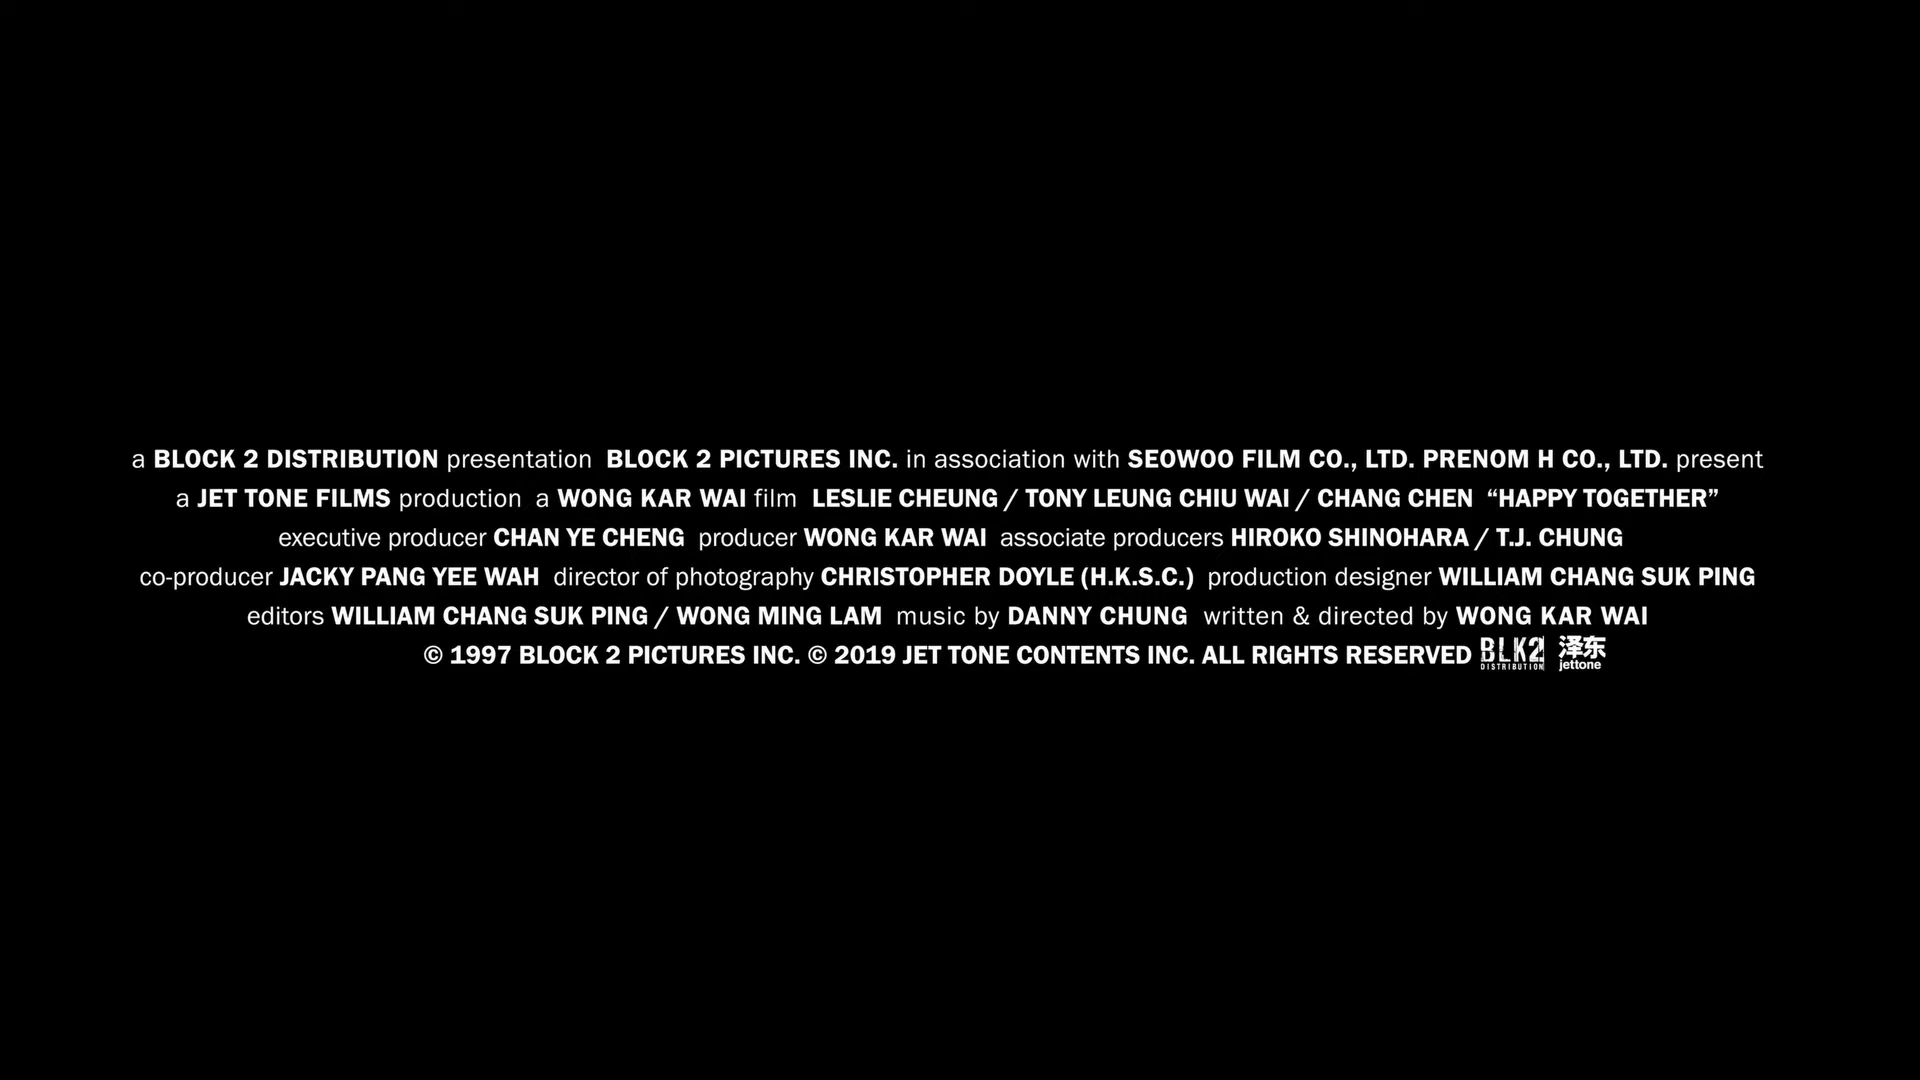 a BLOCK 2 DISTRIBUTION presentation BLOCK 2 PICTURES INC. in association with SEOWOO FILM CO., LTD. PRENOM H CO., LTD. present
a JET TONE FILMS production a WONG KAR WAI film LESLIE CHEUNG / TONY LEUNG CHIU WAI / CHANG CHEN “HAPPY TOGETHER”
executive producer CHAN YE CHENG producer WONG KAR WAI associate producers HIROKO SHINOHARA / T.J. CHUNG
co-producer JACKY PANG YEE WAH director of photography CHRISTOPHER DOYLE (H.K.S.C.) production designer WILLIAM CHANG SUK PING
editors WILLIAM CHANG SUK PING / WONG MING LAM music by DANNY CHUNG written & directed by WONG KAR WAI
© 1997 BLOCK 2 PICTURES INC. © 2019 JET TONE CONTENTS INC. ALL RIGHTS RESERVED BLK2 DISTRIBUTION 泽东 jettone